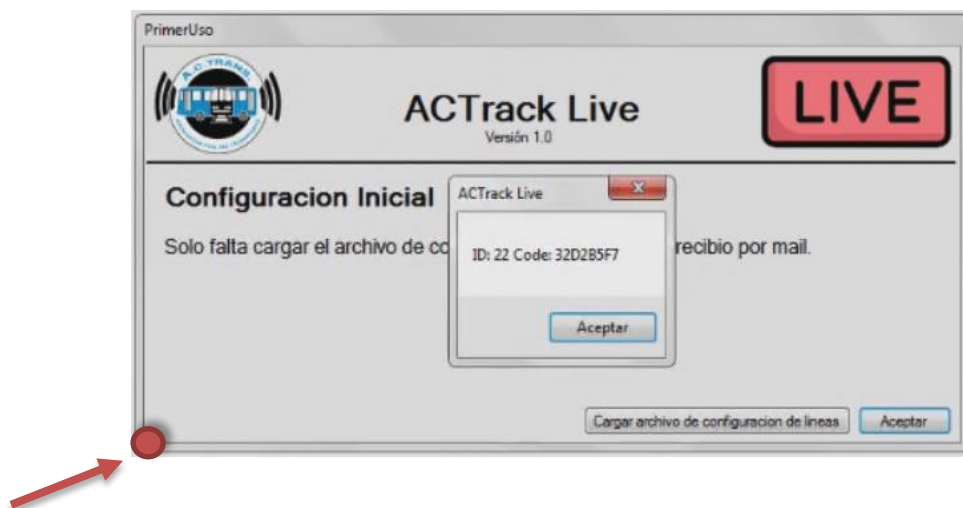 PrimerUso
A.C TRANS.
ACTrack Live
LIVE
Versión 1.0
Configuracion Inicial
ACTrack Live
Solo falta cargar el archivo de co
recibio por mail.
ID: 22 Code: 32D2B5F7
Aceptar
Cargar archivo de configuracion de lineas
Aceptar